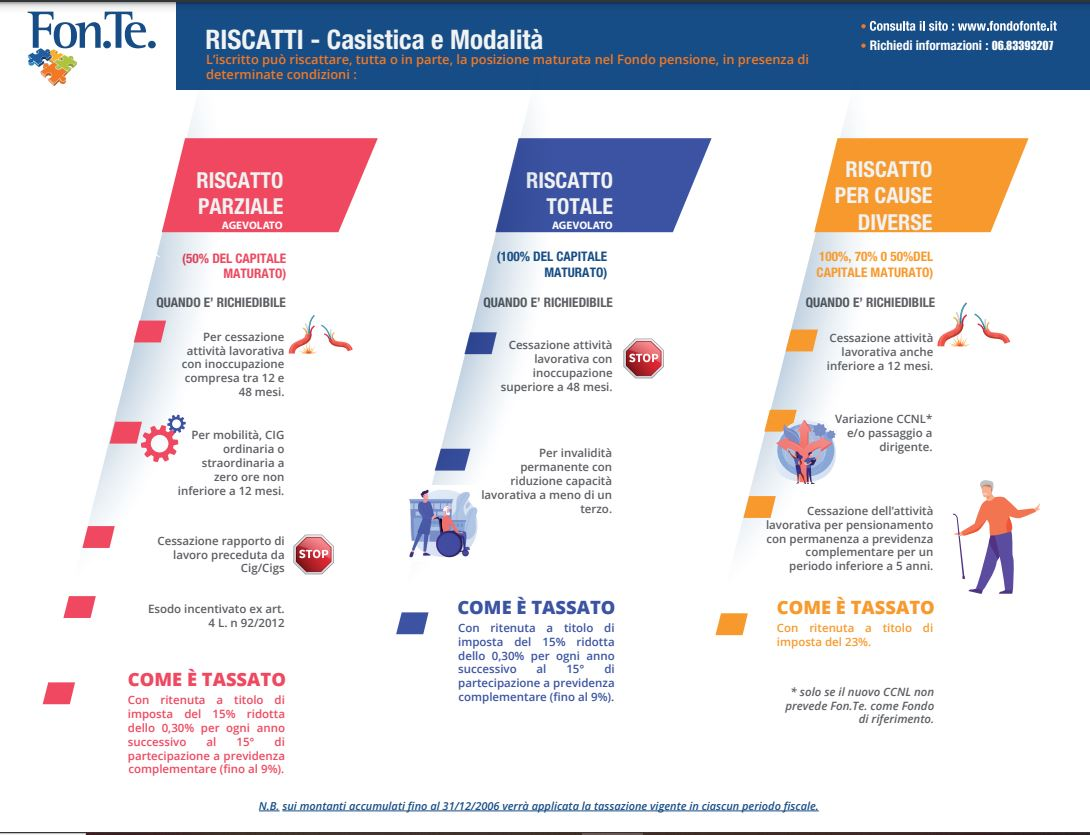 Fon.Te.
RISCATTI - Casistica e Modalità
L'iscritto può riscattare, tutta o in parte, la posizione maturata nel Fondo pensione, in presenza di
determinate condizioni :
• Consulta il sito : www.fondofonte.it
• Richiedi informazioni : 06.83393207
RISCATTO
PARZIALE
AGEVOLATO
(50% DEL CAPITALE
MATURATO)
QUANDO E' RICHIEDIBILE
Per cessazione
attività lavorativa
con inoccupazione
compresa tra 12 e
48 mesi.
Per mobilità, CIG
ordinaria o
straordinaria a
zero ore non
inferiore a 12 mesi.
Cessazione rapporto di
lavoro preceduta da
Cig/Cigs
STOP
Esodo incentivato ex art.
4 L. n 92/2012
COME È TASSATO
Con ritenuta a titolo di
imposta del 15% ridotta
dello 0,30% per ogni anno
successivo al 15° di
partecipazione a previdenza
complementare (fino al 9%).
RISCATTO
TOTALE
AGEVOLATO
(100% DEL CAPITALE
MATURATO)
QUANDO E' RICHIEDIBILE
Cessazione attività
lavorativa con
inoccupazione
superiore a 48 mesi.
STOP
Per invalidità
permanente con
riduzione capacità
lavorativa a meno di un
terzo.
COME È TASSATO
Con ritenuta a titolo di
imposta del 15% ridotta
dello 0,30% per ogni anno
successivo al 15° di
partecipazione a previdenza
complementare (fino al 9%).
RISCATTO
PER CAUSE
DIVERSE
100%, 70% O 50%DEL
CAPITALE MATURATO)
QUANDO E' RICHIEDIBILE
Cessazione attività
lavorativa anche
inferiore a 12 mesi.
Variazione CCNL*
e/o passaggio a
dirigente.
Cessazione dell'attività
lavorativa per pensionamento
con permanenza a previdenza
complementare per un
periodo inferiore a 5 anni.
COME È TASSATO
Con ritenuta a titolo di
imposta del 23%.
* solo se il nuovo CCNL non
prevede Fon.Te. come Fondo
di riferimento.
N.B. sui montanti accumulati fino al 31/12/2006 verrà applicata la tassazione vigente in ciascun periodo fiscale.